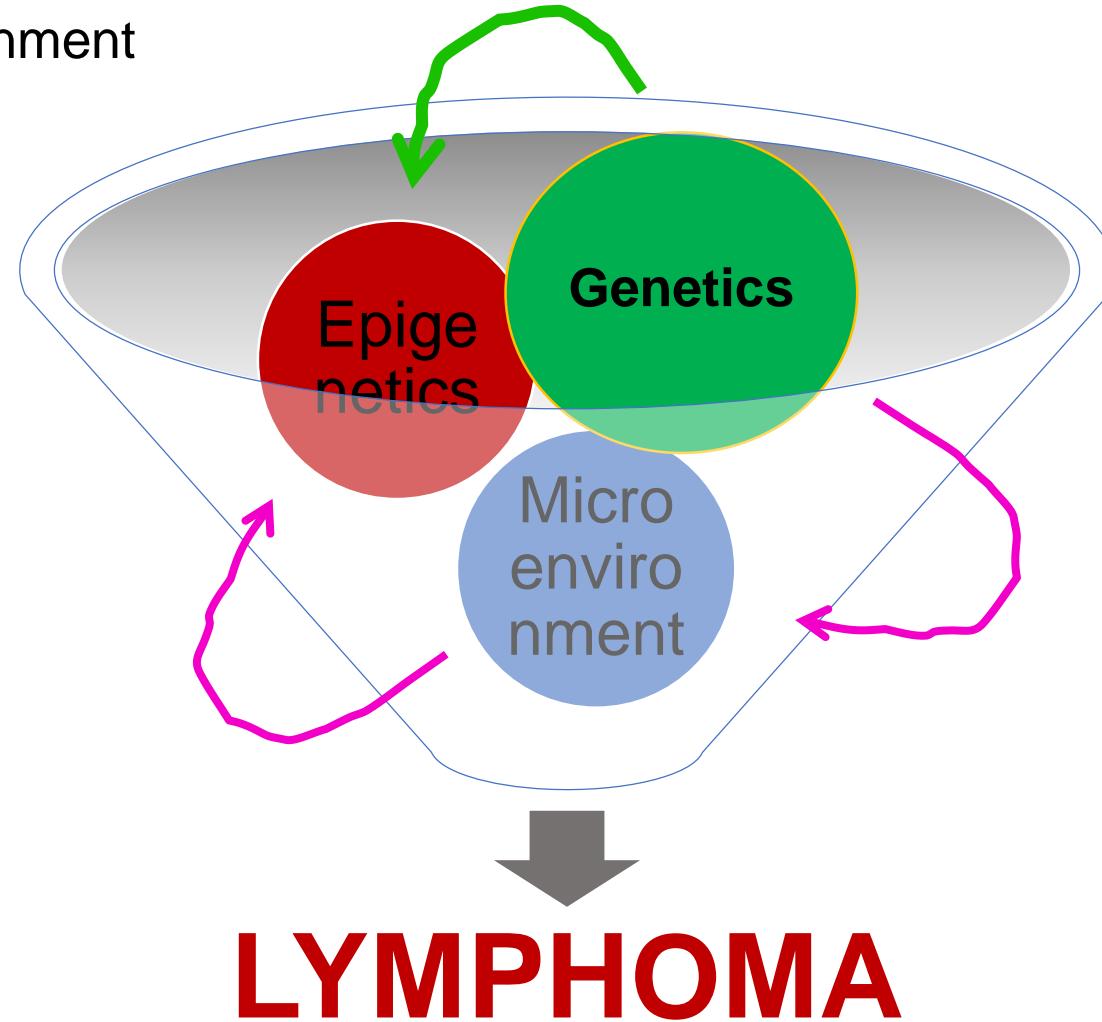 nment
Genetics
Epige
netics
Micro
enviro
nment
LYMPHOMA